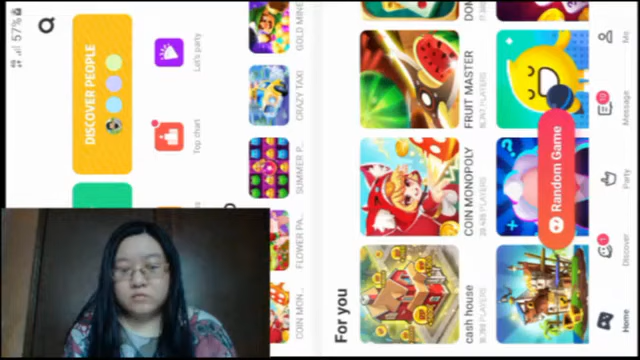 57%
DISCOVER PEOPLE
Let's party
Top chart
GOLD MINE
CRAZY TAXI
SUMMER P...
FLOWER PA...
COIN MON...
For you
FRUIT MASTER
COIN MONOPOLY
cash house
Random Game
Me
Message
Party
Discover
Home